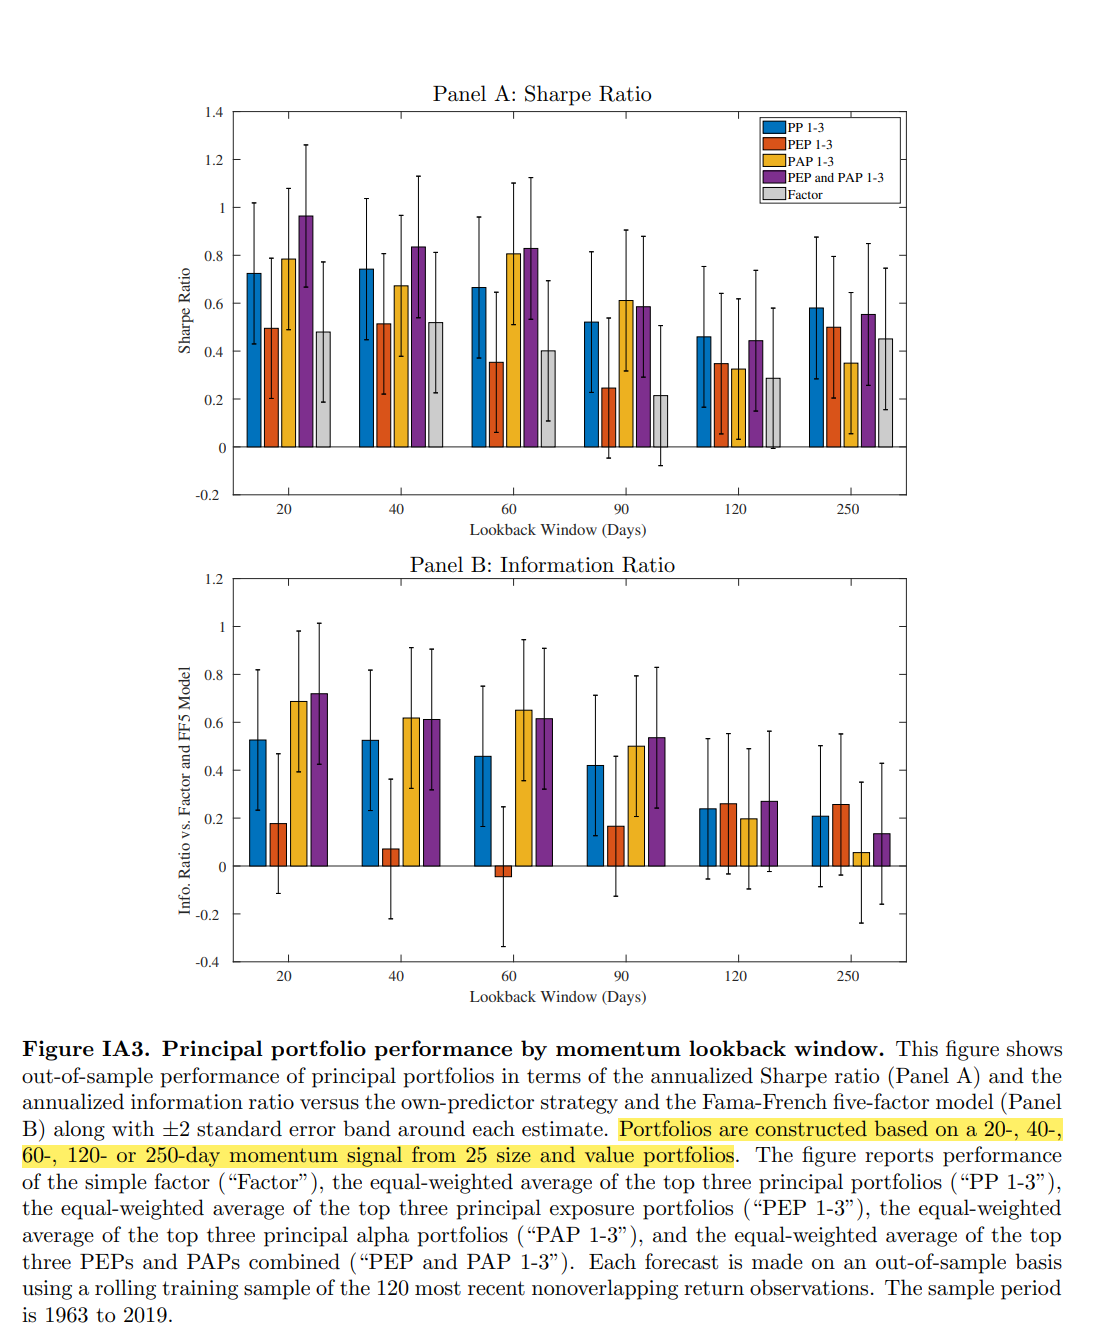 Panel A: Sharpe Ratio
1.4
1.2
1
0.8
0.6
0.4
0.2
0
-0.2
Sharpe Ratio
PP 1-3
PEP 1-3
PAP 1-3
PEP and PAP 1-3
Factor
20 40 60 90 120 250
Lookback Window (Days)
Panel B: Information Ratio
1.2
1
0.8
0.6
0.4
0.2
0
-0.2
-0.4
Info. Ratio vs. Factor and FF5 Model
20 40 60 90 120 250
Lookback Window (Days)
Figure IA3. Principal portfolio performance by momentum lookback window. This figure shows
out-of-sample performance of principal portfolios in terms of the annualized Sharpe ratio (Panel A) and the
annualized information ratio versus the own-predictor strategy and the Fama-French five-factor model (Panel
B) along with ±2 standard error band around each estimate. Portfolios are constructed based on a 20-, 40-,
60-, 120- or 250-day momentum signal from 25 size and value portfolios. The figure reports performance
of the simple factor (“Factor”), the equal-weighted average of the top three principal portfolios (“PP 1-3”),
the equal-weighted average of the top three principal exposure portfolios (“PEP 1-3”), the equal-weighted
average of the top three principal alpha portfolios (“PAP 1-3”), and the equal-weighted average of the top
three PEPs and PAPs combined (“PEP and PAP 1-3”). Each forecast is made on an out-of-sample basis
using a rolling training sample of the 120 most recent nonoverlapping return observations. The sample period
is 1963 to 2019.